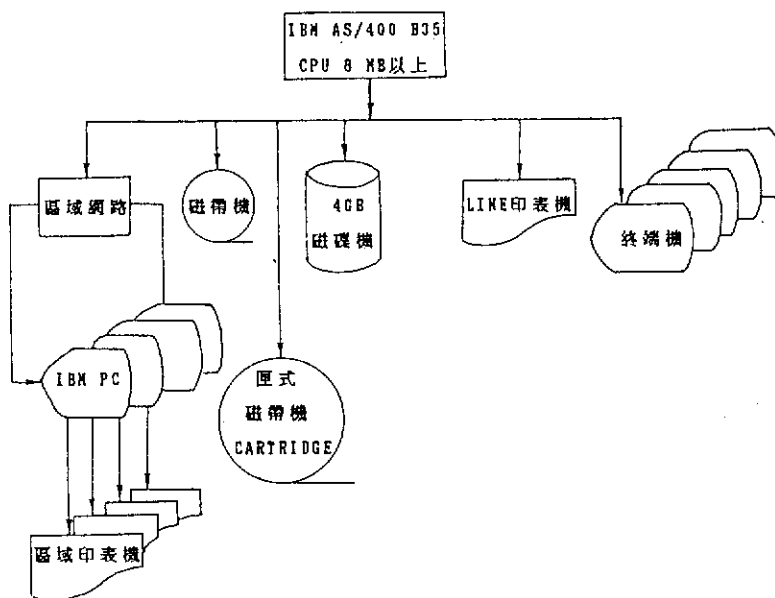 IBM AS/400 B35
CPU 8 MB以上
區域網路
磁帶機
4GB
磁碟機
LINE印表機
終端機
IBM PC
匣式
磁帶機
CARTRIDGE
區域印表機